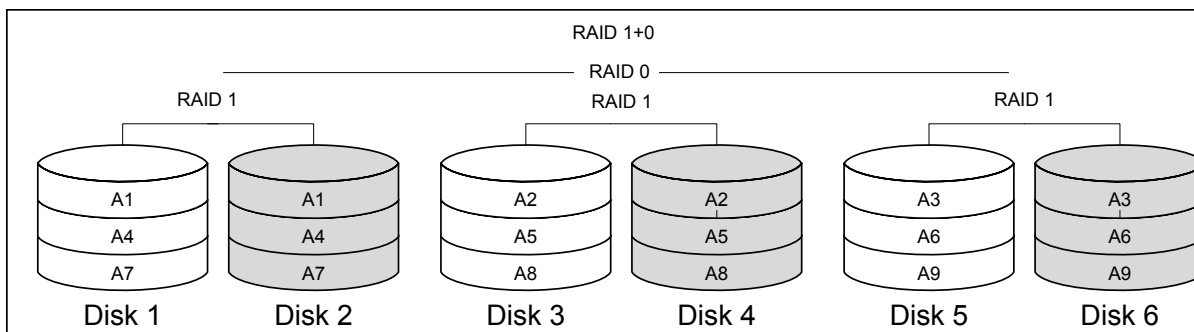 RAID 1+0
RAID 0
RAID 1 RAID 1 RAID 1
A1 A1 A2 A2 A3 A3
A4 A4 A5 A5 A6 A6
A7 A7 A8 A8 A9 A9
Disk 1 Disk 2 Disk 3 Disk 4 Disk 5 Disk 6